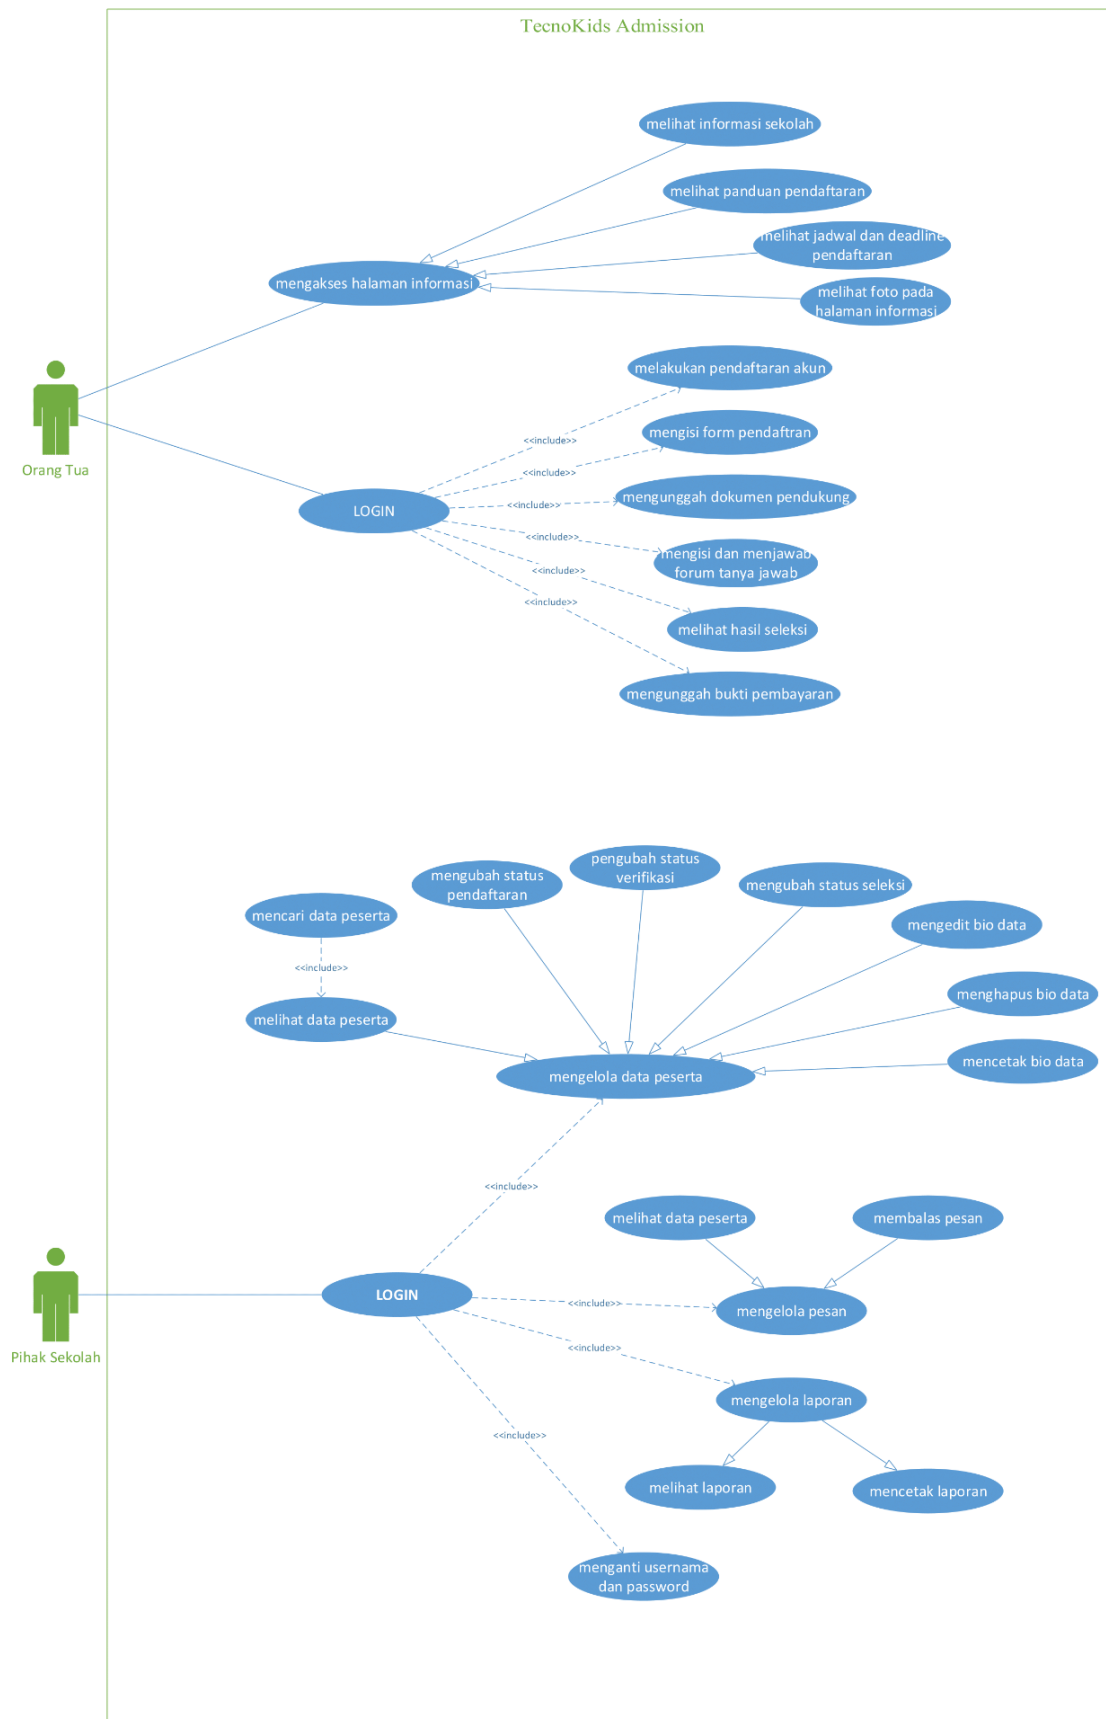 TecnoKids Admission
melihat informasi sekolah
melihat panduan pendaftaran
melihat jadwal dan deadline
pendaftaran
mengakses halaman informasi
melihat foto pada
halaman informasi
melakukan pendaftaran akun
<<include>>
mengisi form pendaftran
<<include>>
Orang Tua
mengunggah dokumen pendukung
<<include>>
LOGIN
<<include>>
mengisi dan menjawab
forum tanya jawab
<<include>>
<<include>>
melihat hasil seleksi
mengunggah bukti pembayaran
pengubah status
verifikasi
mengubah status
pendaftaran
mengubah status seleksi
mencari data peserta
mengedit bio data
<<include>>
menghapus bio data
melihat data peserta
mencetak bio data
mengelola data peserta
<<include>>
melihat data peserta
membalas pesan
LOGIN
<<include>>
mengelola pesan
Pihak Sekolah
<<include>>
mengelola laporan
<<include>>
melihat laporan
mencetak laporan
menganti usernama
dan password